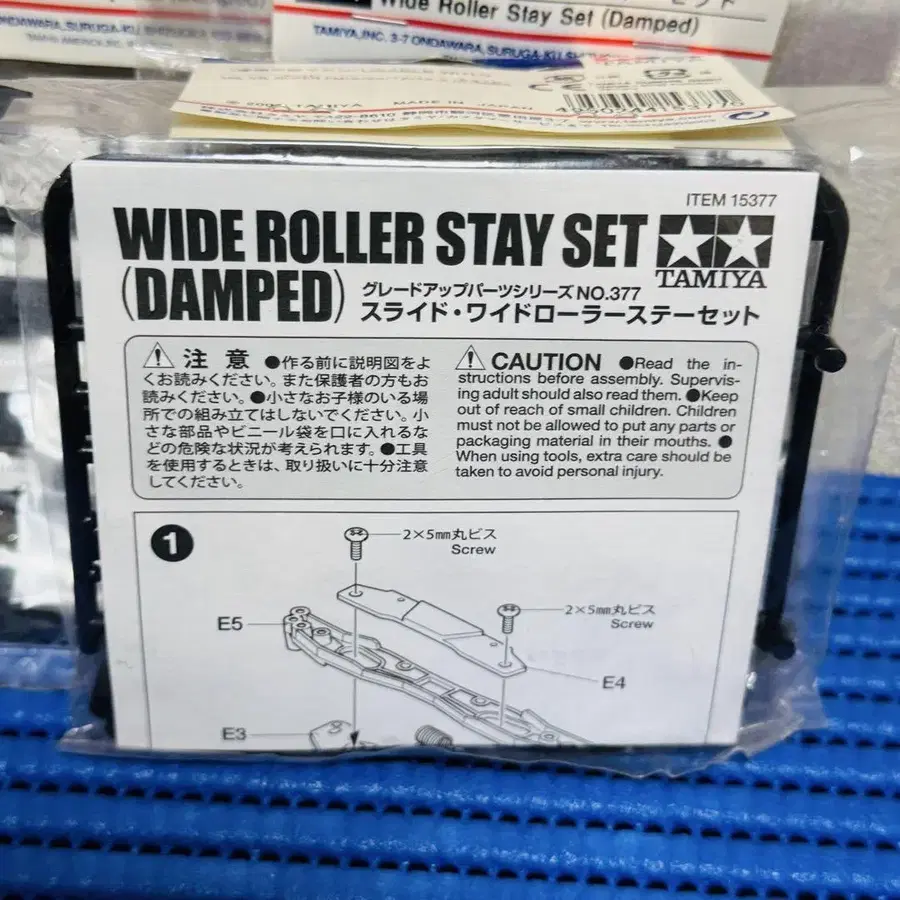 Wide Roller Stay Set (Damped)
TAMIYA, INC. 3-7 ONDAWARA, SURUGA-KU,
MADE IN JAPAN
ITEM 15377
WIDE ROLLER STAY SET
(DAMPED)
TAMIYA
グレードアップパーツシリーズ NO.377
スライド・ワイドローラーステーセット
注 意 ●作る前に説明図をよ
くお読みください。また保護者の方もお
読みください。●小さなお子様のいる場
所での組み立てはしないでください。小
さな部品やビニール袋を口に入れるな
どの危険な状況が考えられます。●工具
を使用するときは、取り扱いに十分注意
してください。
CAUTION ●Read the in-
structions before assembly. Supervis-
ing adult should also read them. ●Keep
out of reach of small children. Children
must not be allowed to put any parts or
packaging material in their mouths. ●
When using tools, extra care should be
taken to avoid personal injury.
1
2×5mm丸ビス
Screw
2×5mm丸ビス
Screw
E5
E4
E3